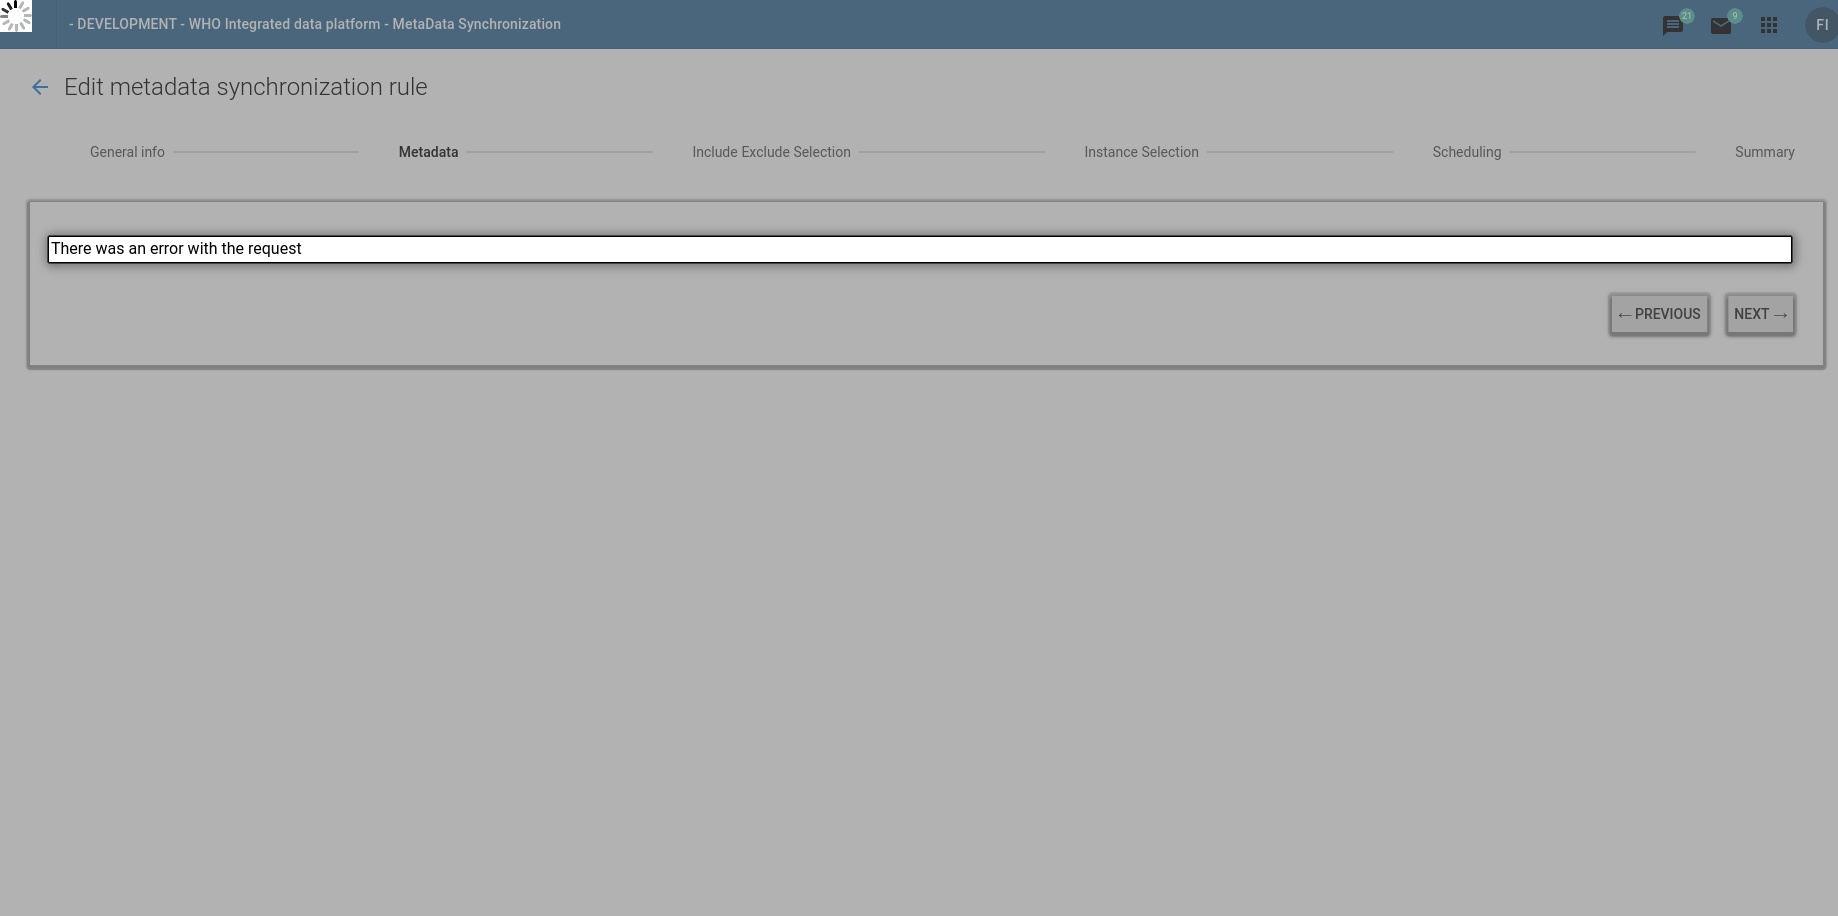 - DEVELOPMENT - WHO Integrated data platform - MetaData Synchronization
21
9
FI
Edit metadata synchronization rule
General info
Metadata
Include Exclude Selection
Instance Selection
Scheduling
Summary
There was an error with the request
← PREVIOUS
NEXT →